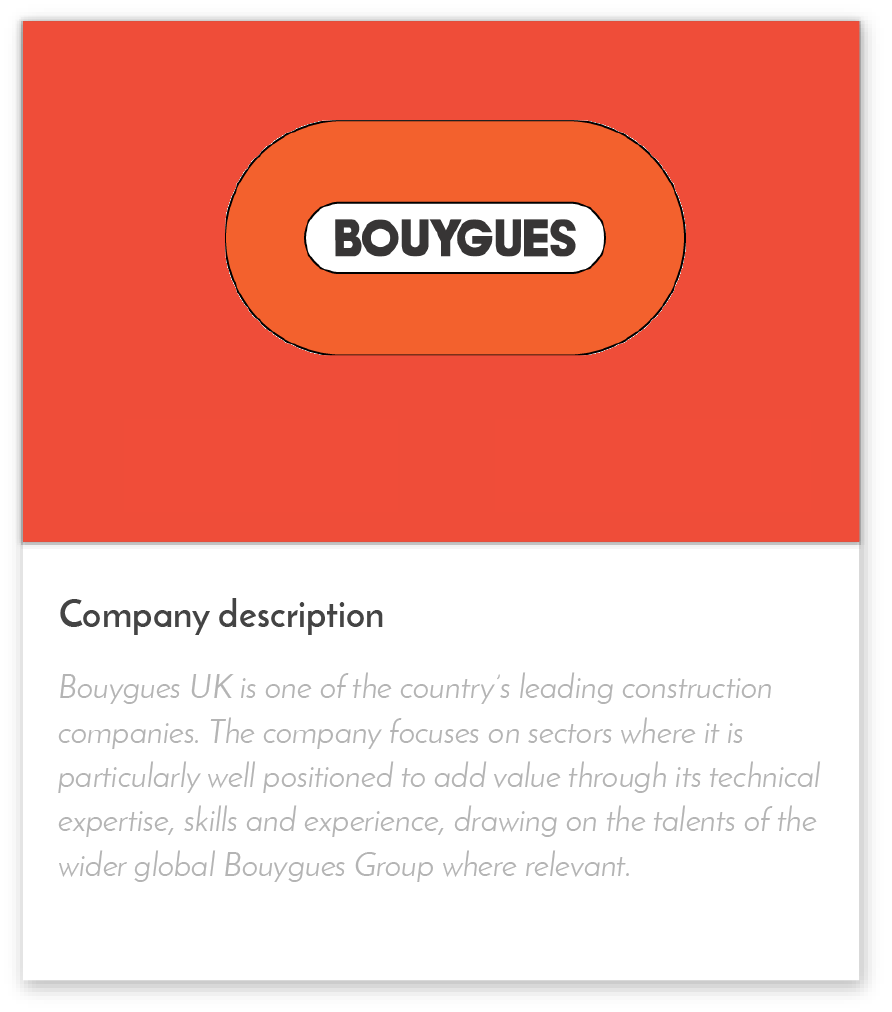 BOUYGUES
Company description
Bouygues UK is one of the country's leading construction
companies. The company focuses on sectors where it is
particularly well positioned to add value through its technical
expertise, skills and experience, drawing on the talents of the
wider global Bouygues Group where relevant.